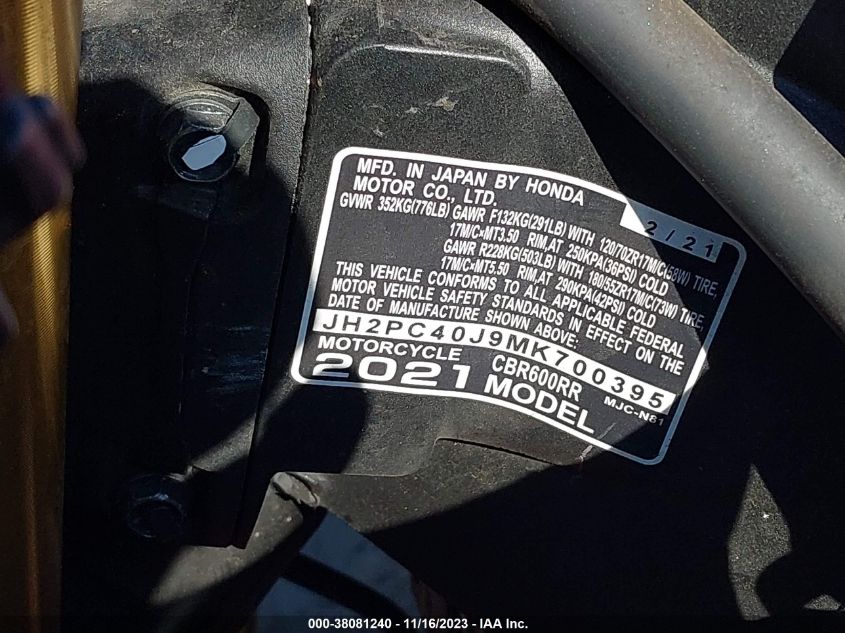 MFD. IN JAPAN BY HONDA
MOTOR CO., LTD.
2/21
GVWR 352KG(776LB) GAWR F132KG(291LB) WITH 120/70ZR17M/C(58W) TIRE,
17M/C×MT3.50 RIM,AT 250KPA(36PSI) COLD
GAWR R228KG(503LB) WITH 180/55ZR17M/C(73W) TIRE,
17M/C×MT5.50 RIM,AT 290KPA(42PSI) COLD
THIS VEHICLE CONFORMS TO ALL APPLICABLE FEDERAL
MOTOR VEHICLE SAFETY STANDARDS IN EFFECT ON THE
DATE OF MANUFACTURE SHOWN ABOVE:
JH2PC40J9MK700395
MOTORCYCLE CBR600RR MJC-N81
2021 MODEL
000-38081240 - 11/16/2023 - IAA Inc.